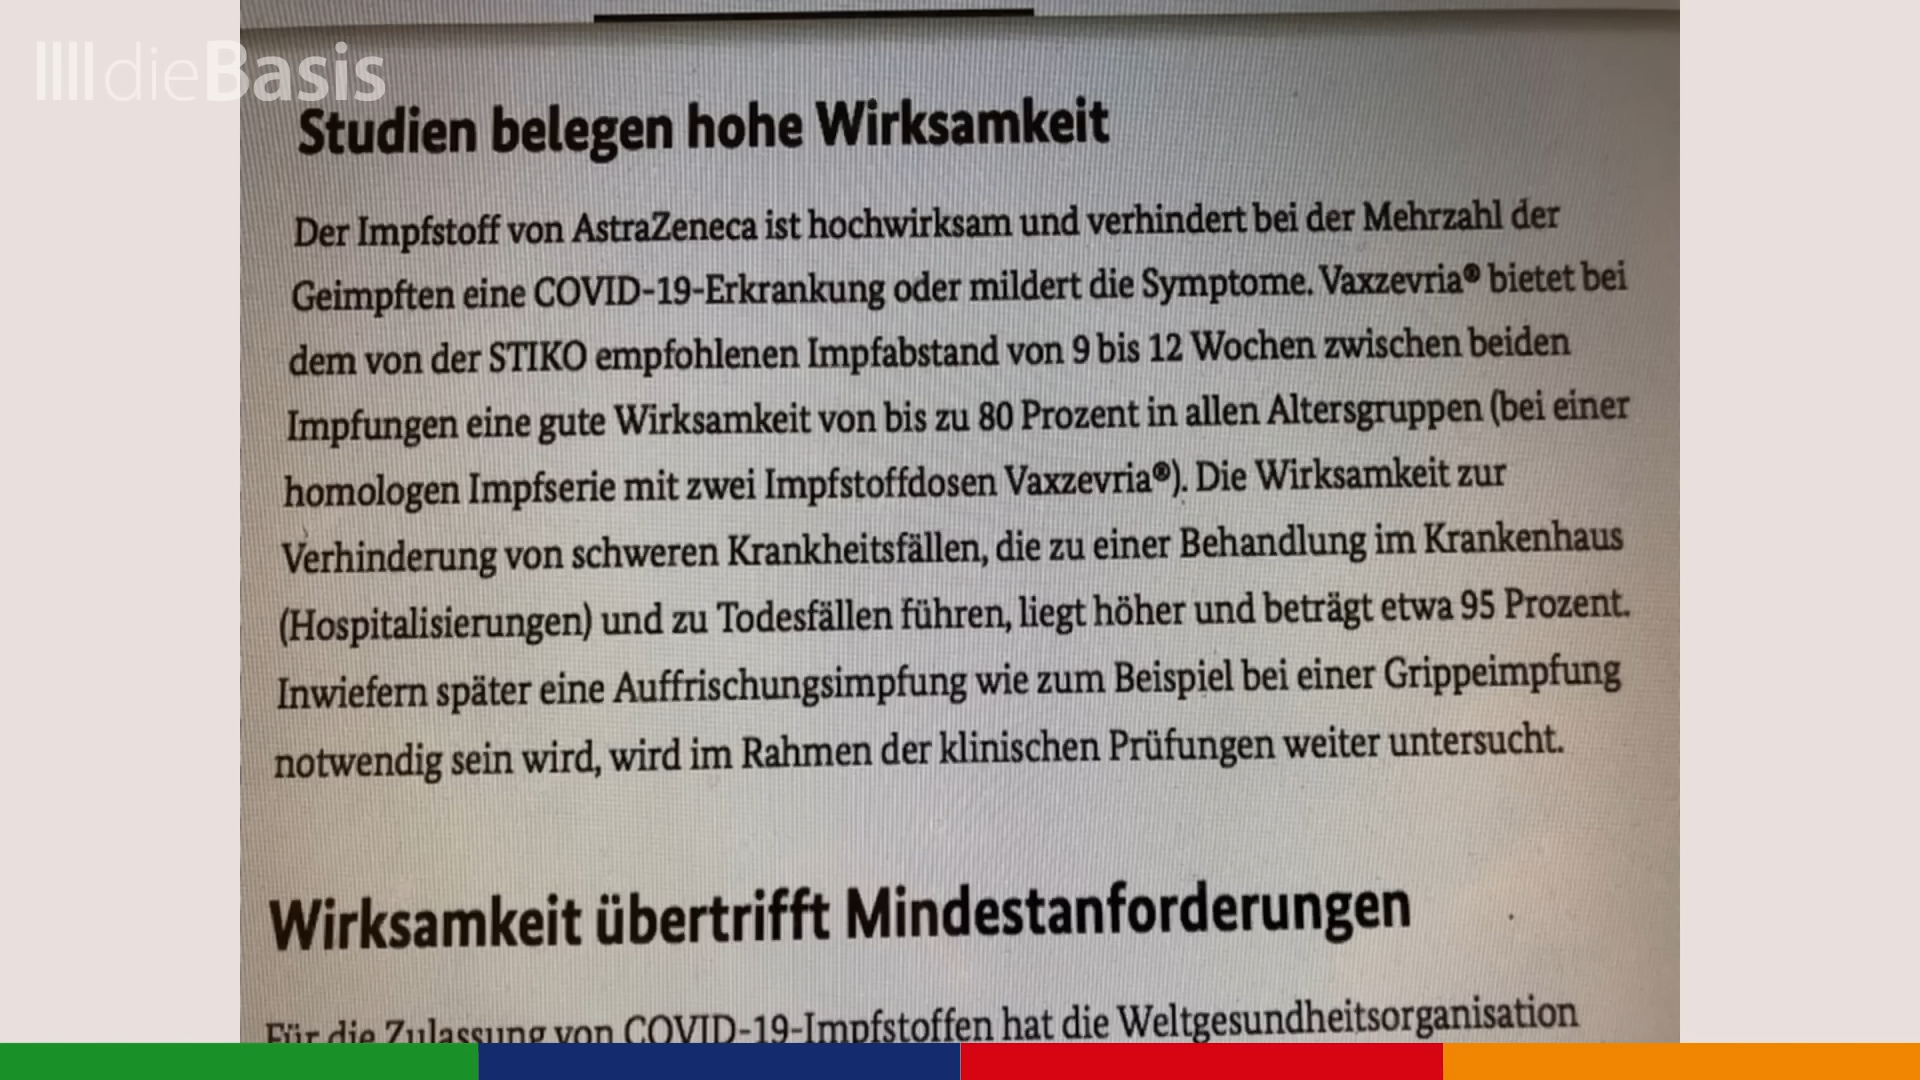 dieBasis
Studien belegen hohe Wirksamkeit
Der Impfstoff von AstraZeneca ist hochwirksam und verhindert bei der Mehrzahl der
Geimpften eine COVID-19-Erkrankung oder mildert die Symptome. Vaxzevria® bietet bei
dem von der STIKO empfohlenen Impfabstand von 9 bis 12 Wochen zwischen beiden
Impfungen eine gute Wirksamkeit von bis zu 80 Prozent in allen Altersgruppen (bei einer
homologen Impfserie mit zwei Impfstoffdosen Vaxzevria®). Die Wirksamkeit zur
Verhinderung von schweren Krankheitsfällen, die zu einer Behandlung im Krankenhaus
(Hospitalisierungen) und zu Todesfällen führen, liegt höher und beträgt etwa 95 Prozent.
Inwiefern später eine Auffrischungsimpfung wie zum Beispiel bei einer Grippeimpfung
notwendig sein wird, wird im Rahmen der klinischen Prüfungen weiter untersucht.
Wirksamkeit übertrifft Mindestanforderungen
Für die Zulassung von COVID-19-Impfstoffen hat die Weltgesundheitsorganisation